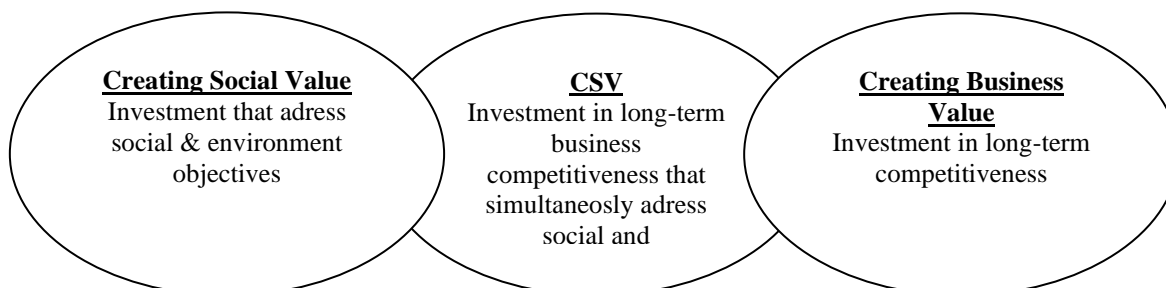 Creating Social Value
Investment that adress
social & environment
objectives
CSV
Investment in long-term
business
competitiveness that
simultaneosly adress
social and
Creating Business
Value
Investment in long-term
competitiveness